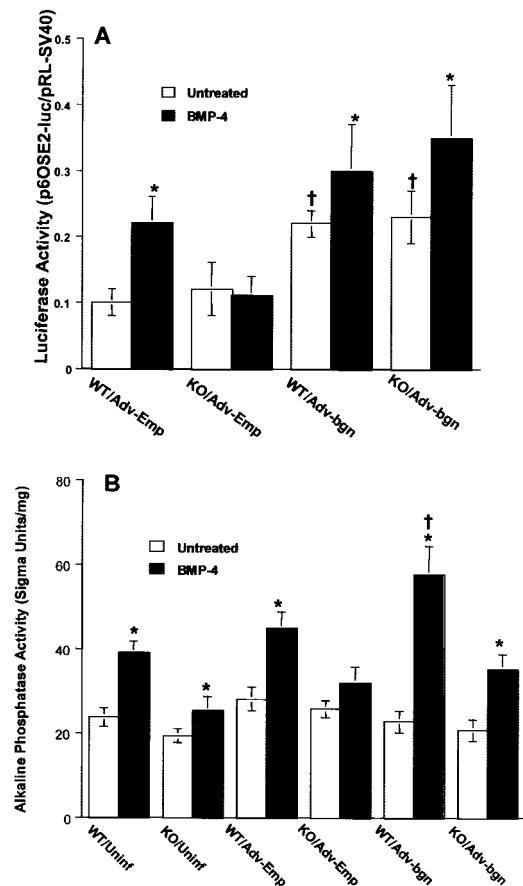 A
Luciferase Activity (p6OSE2-luc/pRL-SV40)
0.5
0.4
0.3
0.2
0.1
0
Untreated
BMP-4
*
†
*
†
*
WT/Adv-Emp
KO/Adv-Emp
WT/Adv-bgn
KO/Adv-bgn
B
Alkaline Phosphatase Activity (Sigma Units/mg)
80
60
40
20
0
Untreated
BMP-4
*
*
*
†
*
*
WT/Uninf
KO/Uninf
WT/Adv-Emp
KO/Adv-Emp
WT/Adv-bgn
KO/Adv-bgn